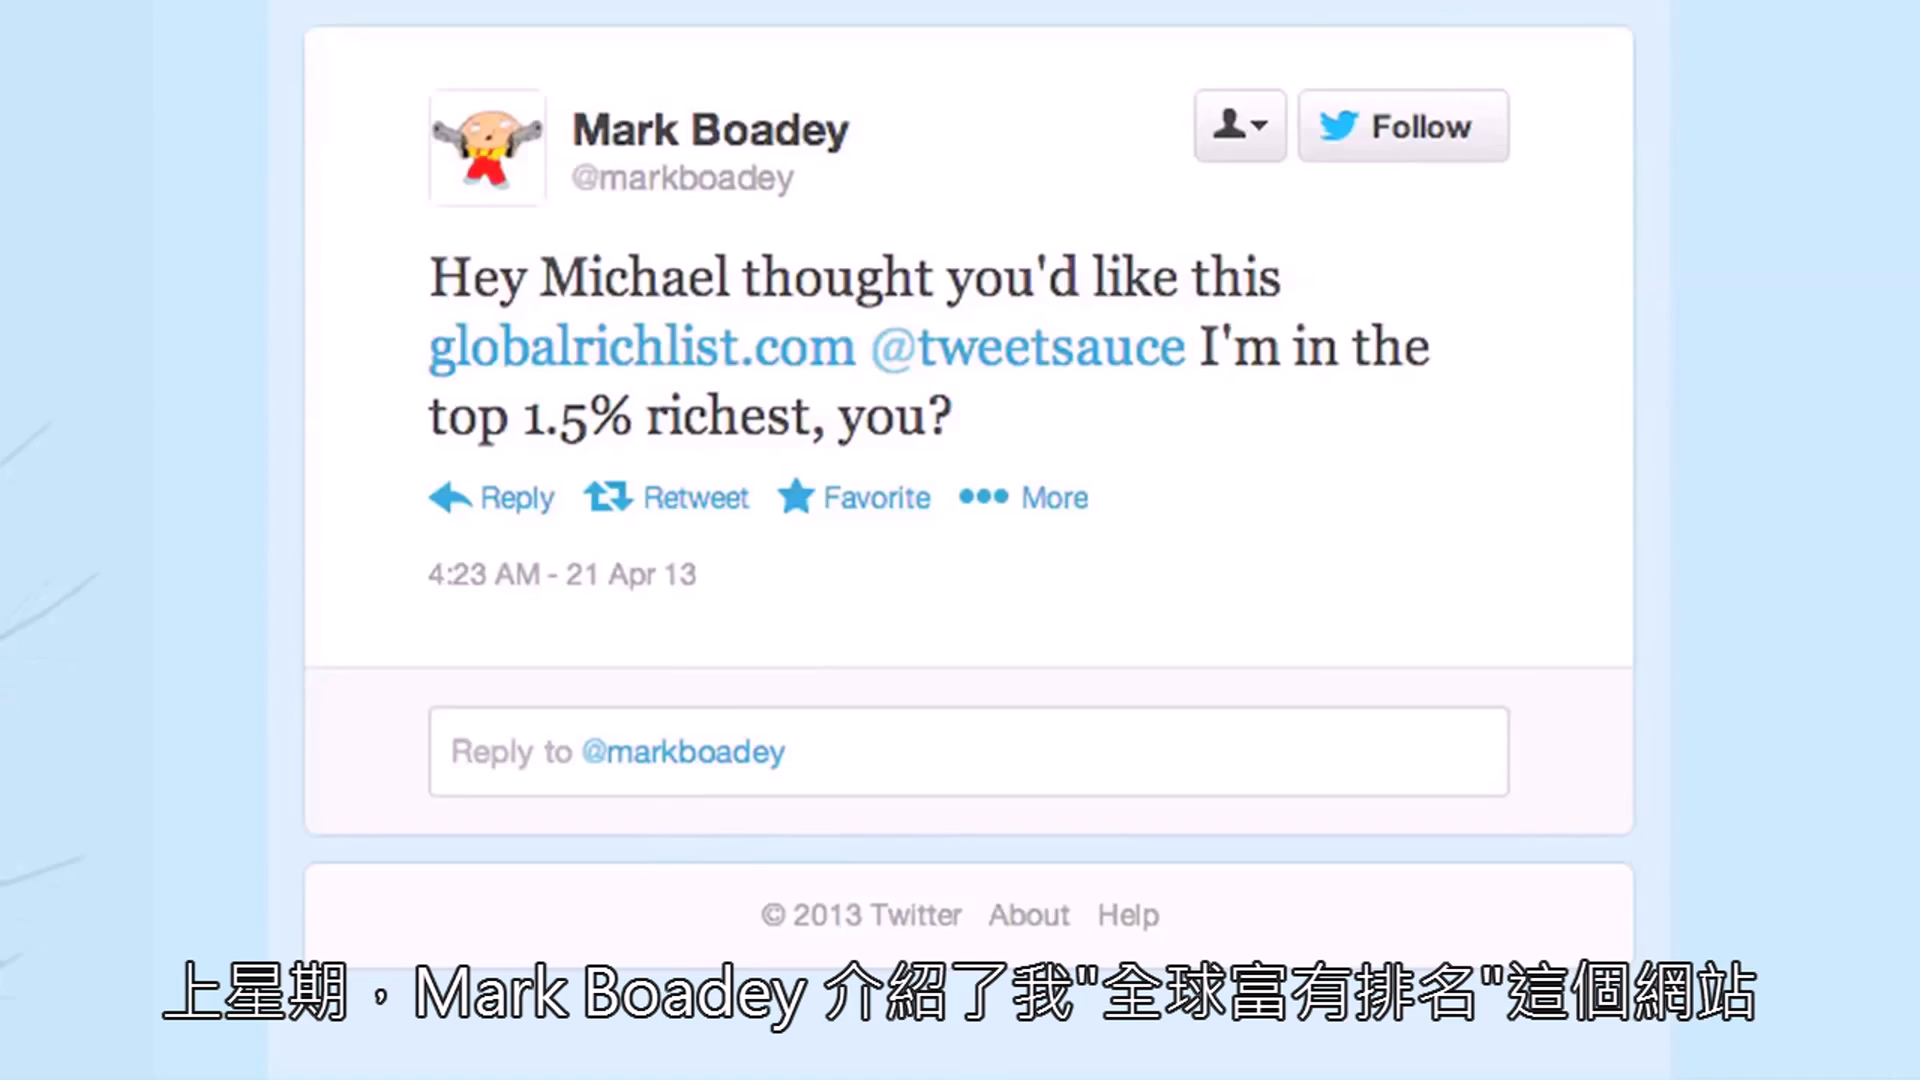 Mark Boadey
@markboadey
Follow
Hey Michael thought you'd like this
globalrichlist.com @tweetsauce I'm in the
top 1.5% richest, you?
Reply Retweet Favorite More
4:23 AM - 21 Apr 13
Reply to @markboadey
© 2013 Twitter About Help
上星期，Mark Boadey 介紹了我"全球富有排名"這個網站